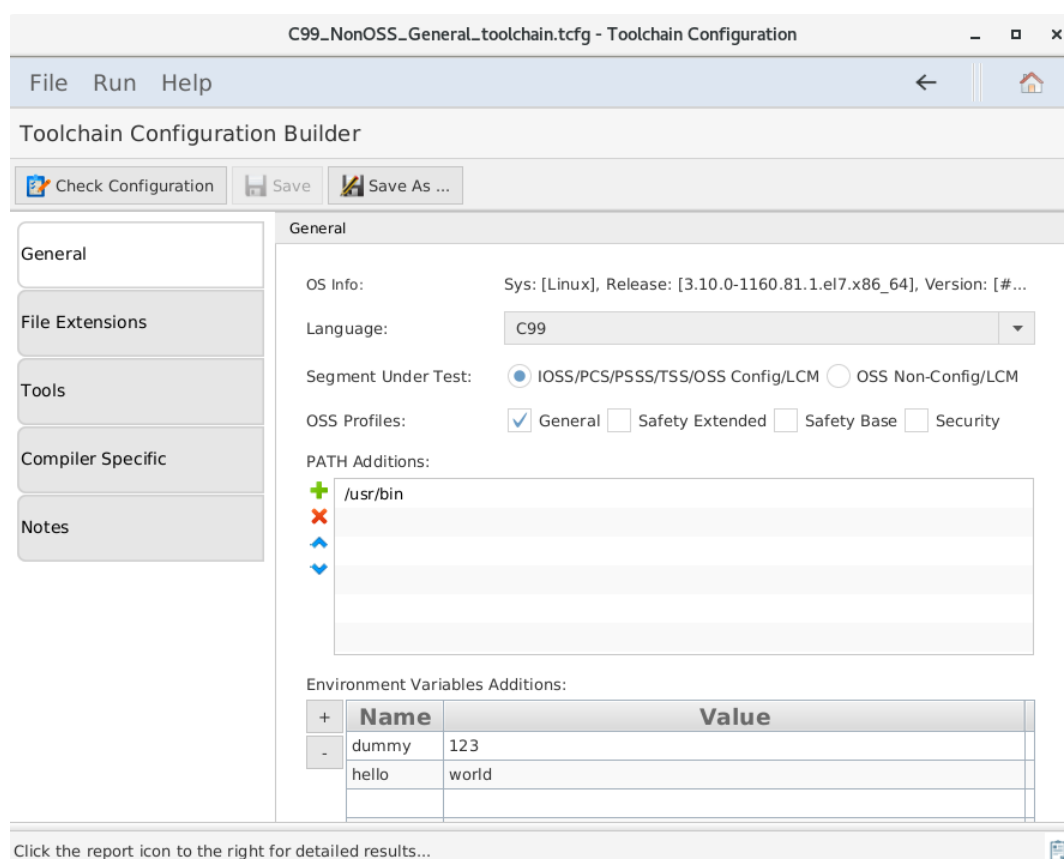 C99_NonOSS_General_toolchain.tcfg - Toolchain Configuration
File Run Help
Toolchain Configuration Builder
Check Configuration Save Save As ...
General
General
OS Info: Sys: [Linux], Release: [3.10.0-1160.81.1.el7.x86_64], Version: [#...
File Extensions
Language: C99
Segment Under Test: IOSS/PCS/PSSS/TSS/OSS Config/LCM OSS Non-Config/LCM
Tools
OSS Profiles: General Safety Extended Safety Base Security
Compiler Specific
PATH Additions:
/usr/bin
Notes
Environment Variables Additions:
+ Name Value
- dummy 123
hello world
Click the report icon to the right for detailed results...